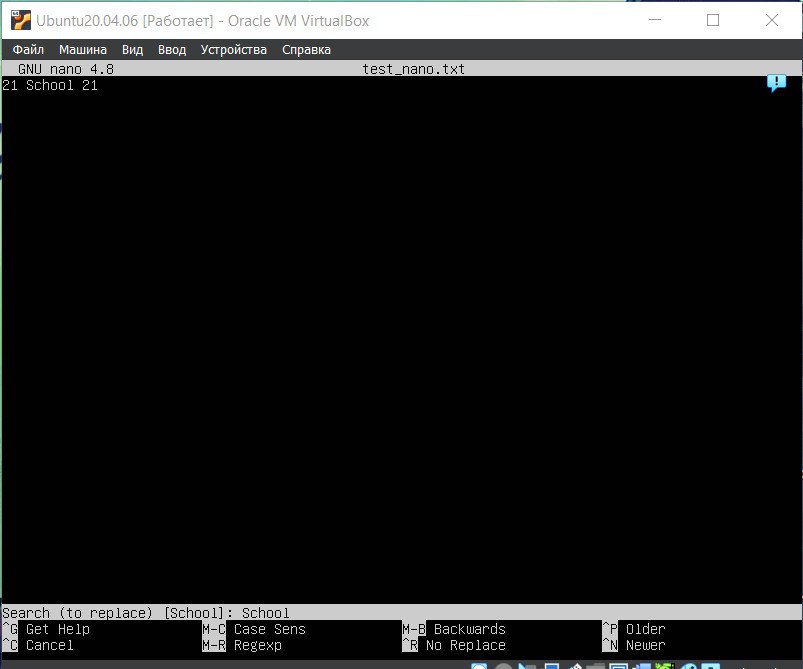 Ubuntu20.04.06 [Работает] - Oracle VM VirtualBox
Файл Машина Вид Ввод Устройства Справка
GNU nano 4.8 test_nano.txt
21 School 21
Search (to replace) [School]: School
^G Get Help M-C Case Sens M-B Backwards ^P Older
^C Cancel M-R Regexp ^R No Replace ^N Newer